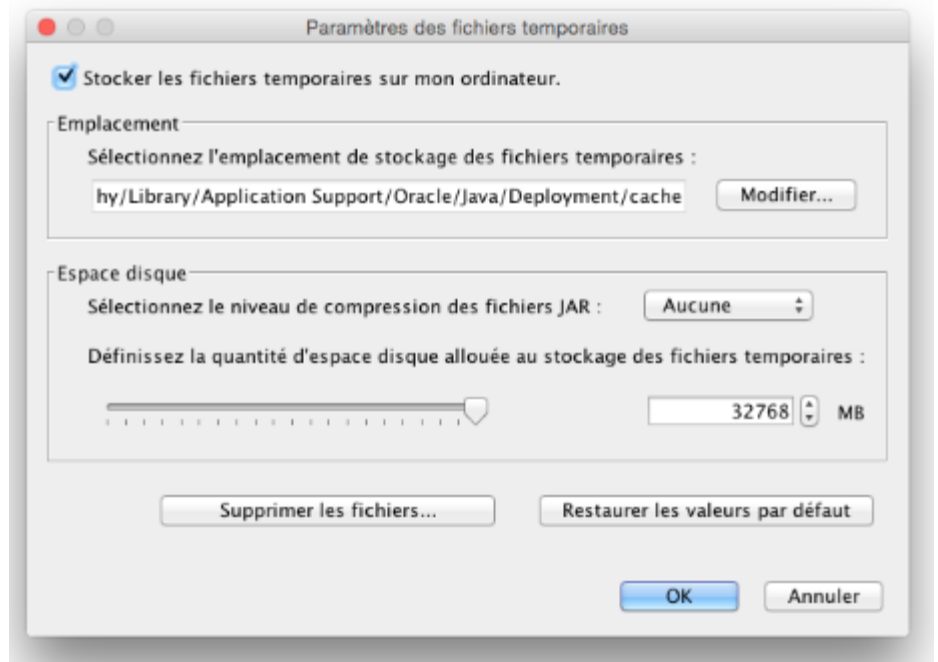 Paramètres des fichiers temporaires
Stocker les fichiers temporaires sur mon ordinateur.
Emplacement
Sélectionnez l'emplacement de stockage des fichiers temporaires :
hy/Library/Application Support/Oracle/Java/Deployment/cache Modifier...
Espace disque
Sélectionnez le niveau de compression des fichiers JAR : Aucune
Définissez la quantité d'espace disque allouée au stockage des fichiers temporaires :
32768 MB
Supprimer les fichiers... Restaurer les valeurs par défaut
OK Annuler